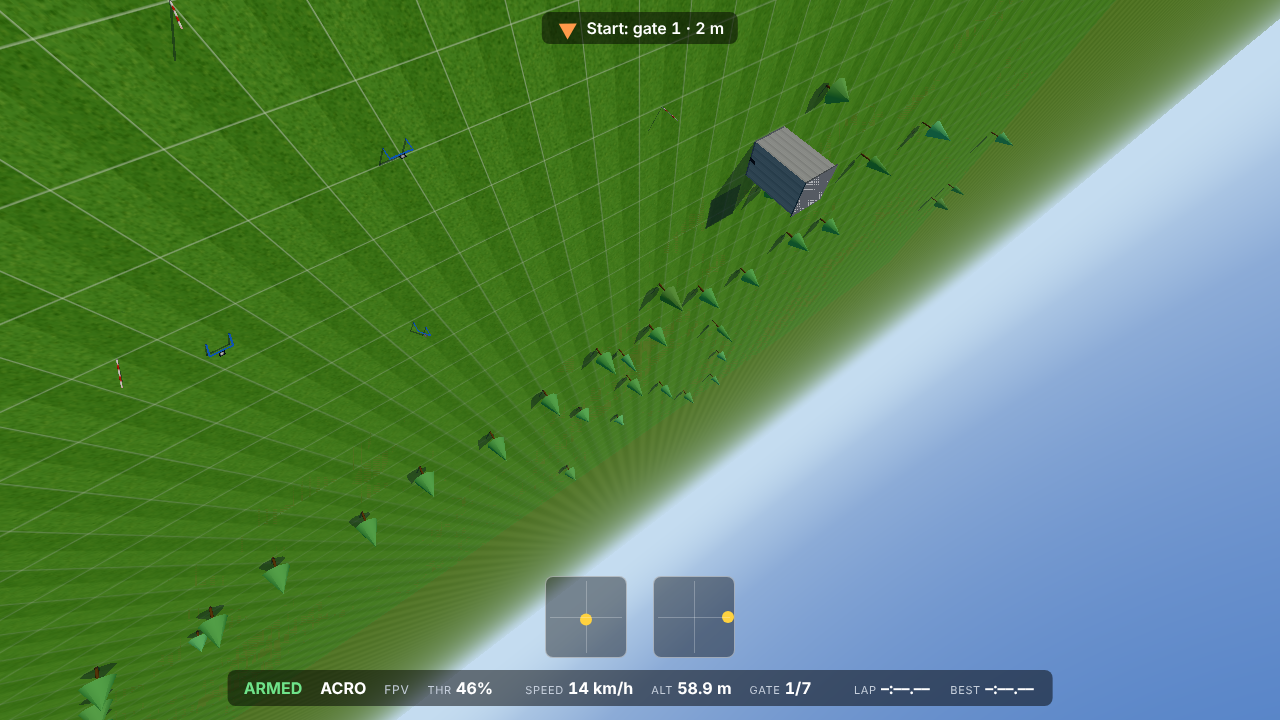 Start: gate 1 · 2 m
ARMED ACRO FPV THR 46% SPEED 14 km/h ALT 58.9 m GATE 1/7 LAP –:––.–– BEST –:––.––